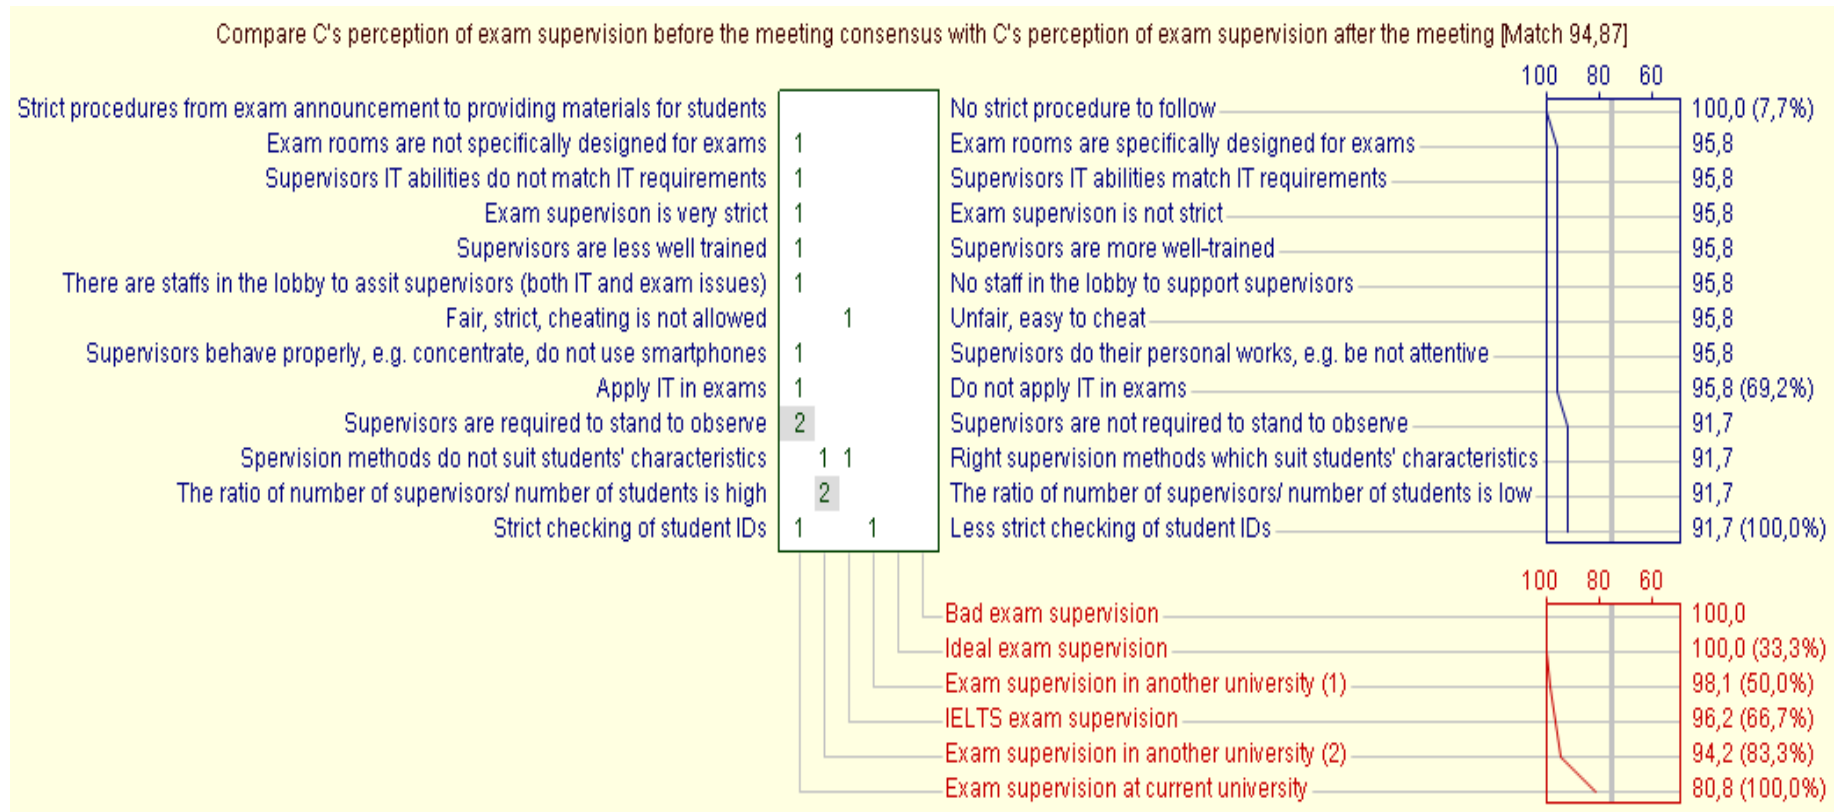 Compare C's perception of exam supervision before the meeting consensus with C's perception of exam supervision after the meeting [Match 94,87]
100 80 60
Strict procedures from exam announcement to providing materials for students No strict procedure to follow 100,0 (7,7%)
Exam rooms are not specifically designed for exams 1 Exam rooms are specifically designed for exams 95,8
Supervisors IT abilities do not match IT requirements 1 Supervisors IT abilities match IT requirements 95,8
Exam supervison is very strict 1 Exam supervison is not strict 95,8
Supervisors are less well trained 1 Supervisors are more well-trained 95,8
There are staffs in the lobby to assit supervisors (both IT and exam issues) 1 No staff in the lobby to support supervisors 95,8
Fair, strict, cheating is not allowed 1 Unfair, easy to cheat 95,8
Supervisors behave properly, e.g. concentrate, do not use smartphones 1 Supervisors do their personal works, e.g. be not attentive 95,8
Apply IT in exams 1 Do not apply IT in exams 95,8 (69,2%)
Supervisors are required to stand to observe 2 Supervisors are not required to stand to observe 91,7
Spervision methods do not suit students' characteristics 1 1 Right supervision methods which suit students' characteristics 91,7
The ratio of number of supervisors/ number of students is high 2 The ratio of number of supervisors/ number of students is low 91,7
Strict checking of student IDs 1 1 Less strict checking of student IDs 91,7 (100,0%)
100 80 60
Bad exam supervision 100,0
Ideal exam supervision 100,0 (33,3%)
Exam supervision in another university (1) 98,1 (50,0%)
IELTS exam supervision 96,2 (66,7%)
Exam supervision in another university (2) 94,2 (83,3%)
Exam supervision at current university 80,8 (100,0%)